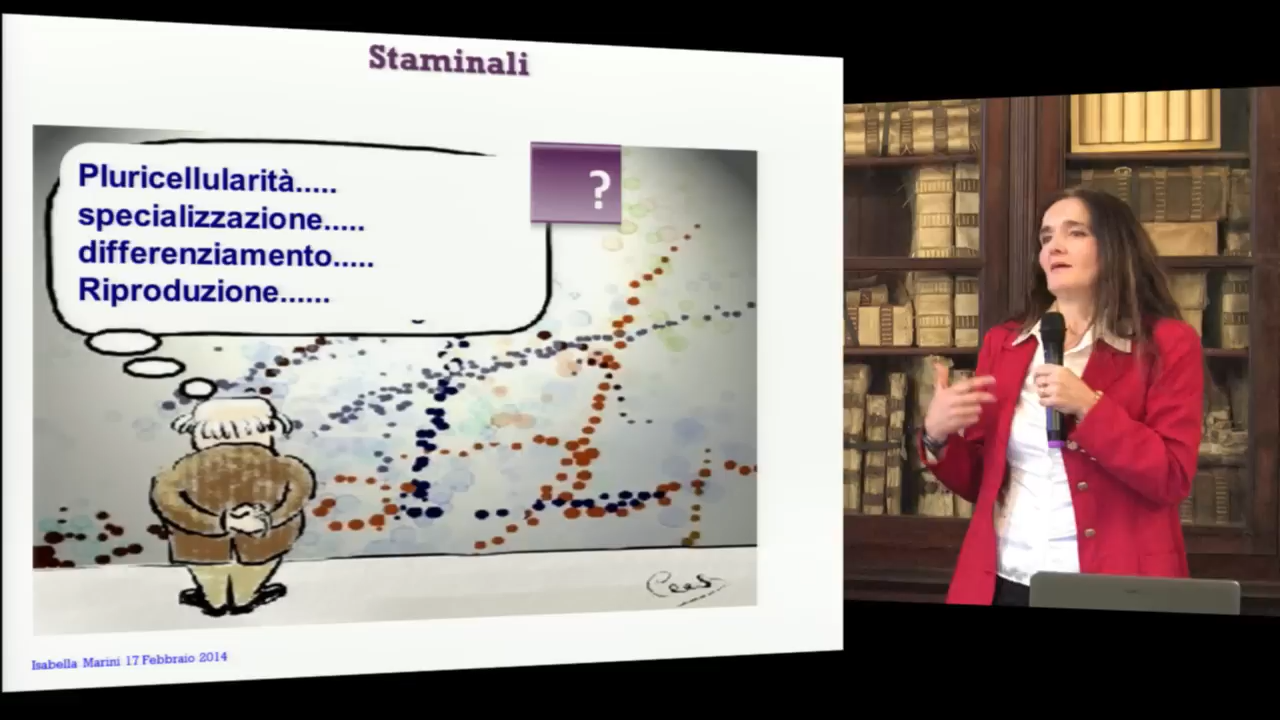 Staminali
Pluricellularità.....
specializzazione.....
differenziamento.....
Riproduzione......
?
Isabella Marini 17 Febbraio 2014